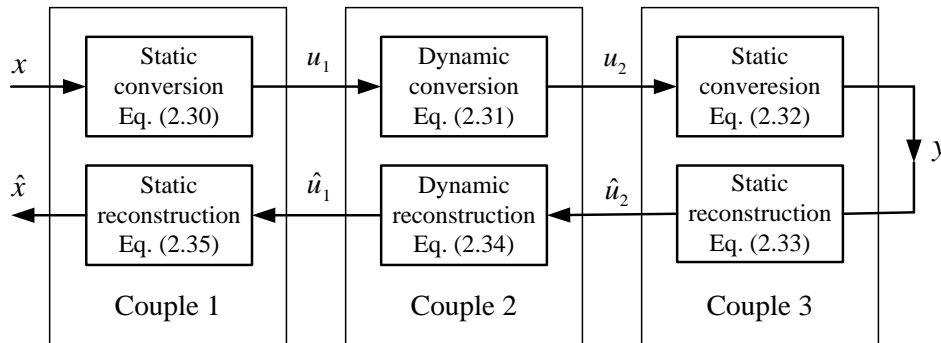 x
Static
conversion
Eq. (2.30)
u₁
Dynamic
conversion
Eq. (2.31)
u₂
Static
converesion
Eq. (2.32)
y
x̂
Static
reconstruction
Eq. (2.35)
û₁
Dynamic
reconstruction
Eq. (2.34)
û₂
Static
reconstruction
Eq. (2.33)
Couple 1
Couple 2
Couple 3